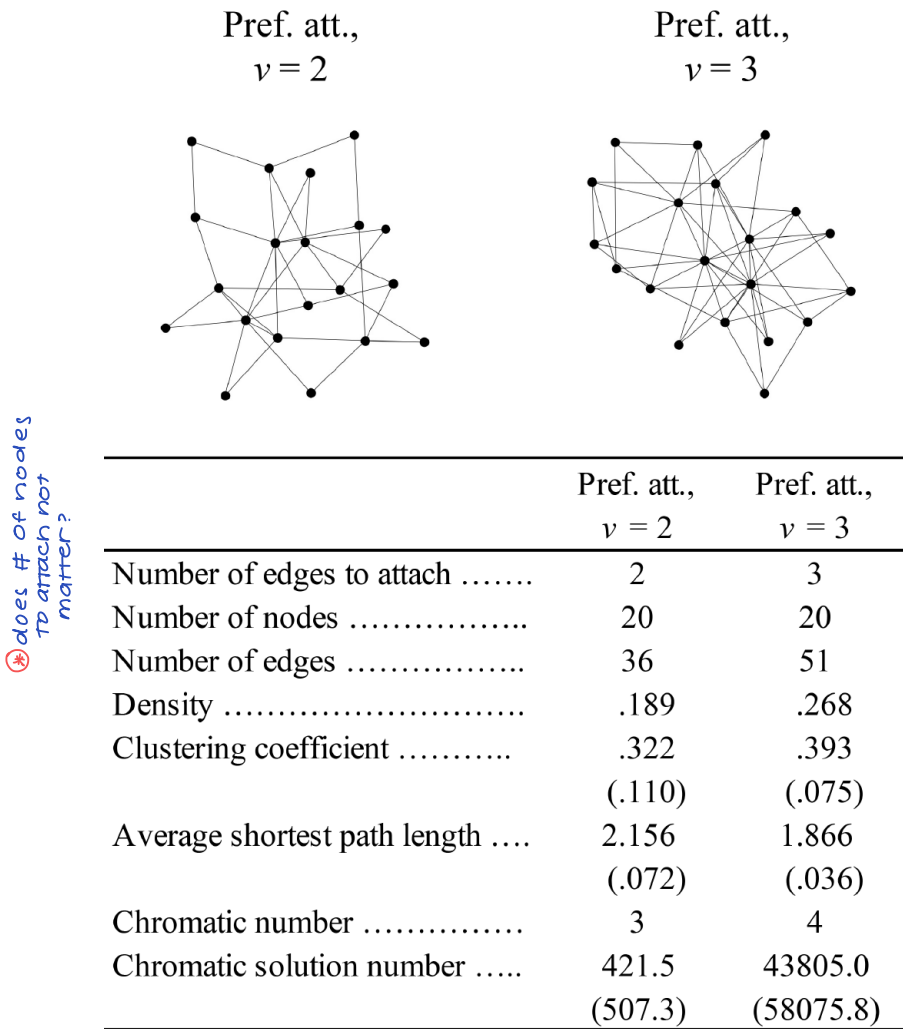 Pref. att.,
v = 2
Pref. att.,
v = 3
⊛ does # of nodes
to attach not
matter?
Pref. att.,
v = 2
Pref. att.,
v = 3
Number of edges to attach ....... 2 3
Number of nodes .................. 20 20
Number of edges .................. 36 51
Density ............................ .189 .268
Clustering coefficient ........... .322 .393
(.110) (.075)
Average shortest path length .... 2.156 1.866
(.072) (.036)
Chromatic number ............... 3 4
Chromatic solution number ..... 421.5 43805.0
(507.3) (58075.8)